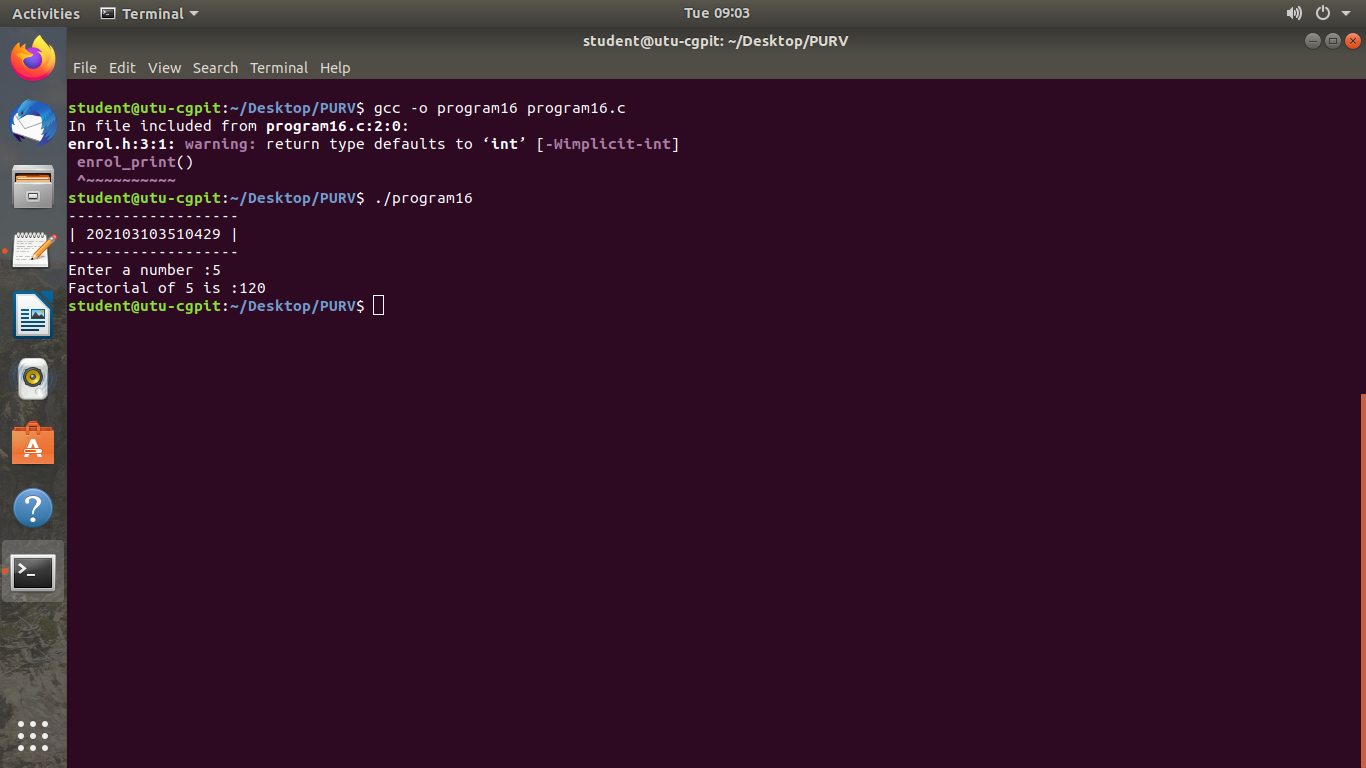 Activities Terminal Tue 09:03
student@utu-cgpit: ~/Desktop/PURV
File Edit View Search Terminal Help
student@utu-cgpit:~/Desktop/PURV$ gcc -o program16 program16.c
In file included from program16.c:2:0:
enrol.h:3:1: warning: return type defaults to ‘int’ [-Wimplicit-int]
 enrol_print()
 ^~~~~~~~~~~
student@utu-cgpit:~/Desktop/PURV$ ./program16
-------------------
| 202103103510429 |
-------------------
Enter a number :5
Factorial of 5 is :120
student@utu-cgpit:~/Desktop/PURV$